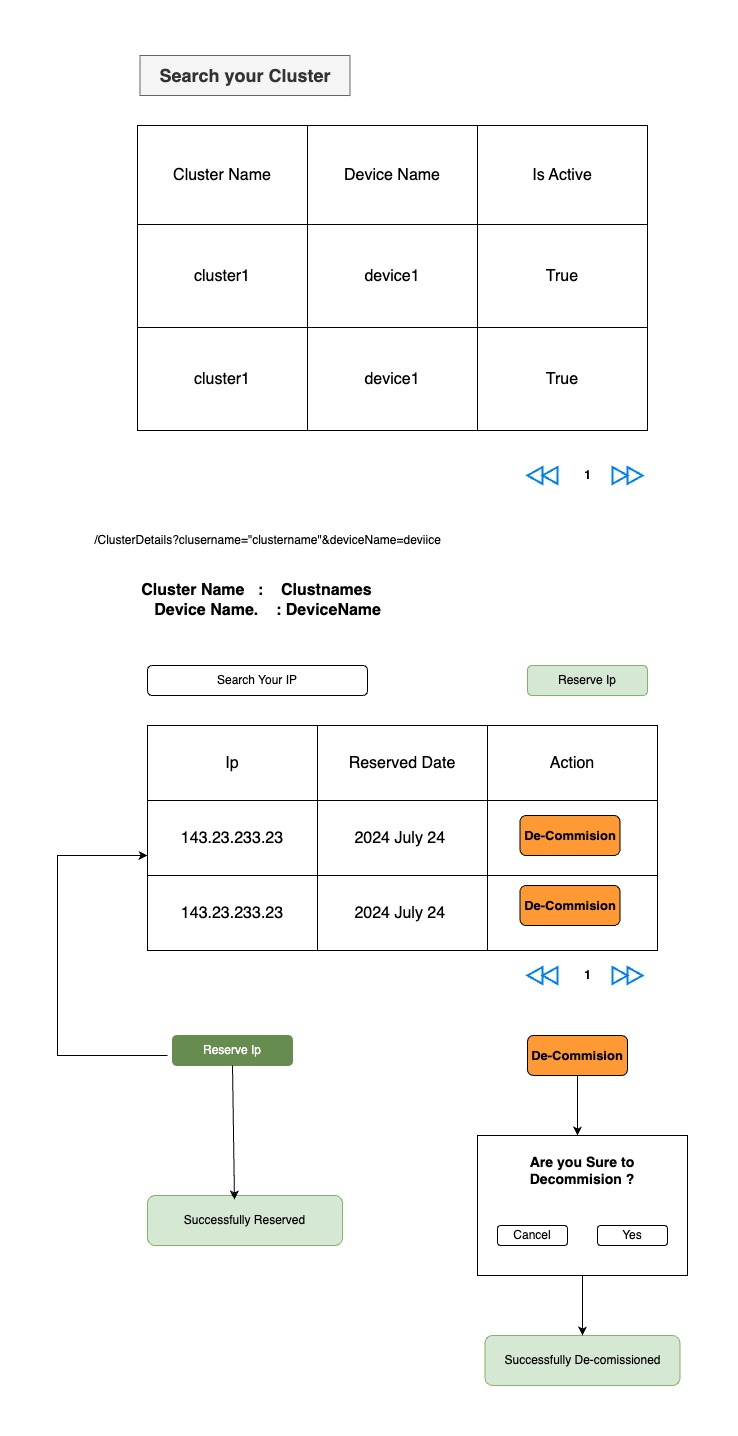 Search your Cluster
Cluster Name Device Name Is Active
cluster1 device1 True
cluster1 device1 True
1
/ClusterDetails?clusername="clustername"&deviceName=deviice
Cluster Name : Clustnames
Device Name. : DeviceName
Search Your IP Reserve Ip
Ip Reserved Date Action
143.23.233.23 2024 July 24 De-Commision
143.23.233.23 2024 July 24 De-Commision
1
Reserve Ip De-Commision
Are you Sure to
Decommision ?
Successfully Reserved
Cancel Yes
Successfully De-comissioned